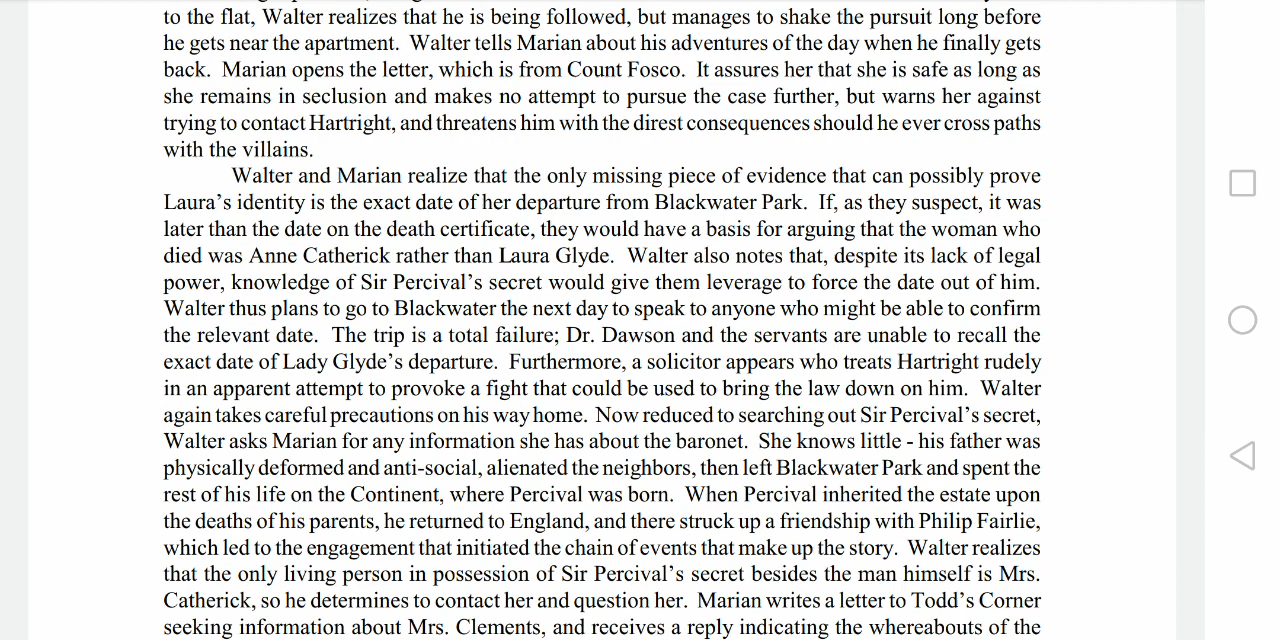 to the flat, Walter realizes that he is being followed, but manages to shake the pursuit long before
he gets near the apartment.  Walter tells Marian about his adventures of the day when he finally gets
back.  Marian opens the letter, which is from Count Fosco.  It assures her that she is safe as long as
she remains in seclusion and makes no attempt to pursue the case further, but warns her against
trying to contact Hartright, and threatens him with the direst consequences should he ever cross paths
with the villains.
Walter and Marian realize that the only missing piece of evidence that can possibly prove
Laura’s identity is the exact date of her departure from Blackwater Park.  If, as they suspect, it was
later than the date on the death certificate, they would have a basis for arguing that the woman who
died was Anne Catherick rather than Laura Glyde.  Walter also notes that, despite its lack of legal
power, knowledge of Sir Percival’s secret would give them leverage to force the date out of him.
Walter thus plans to go to Blackwater the next day to speak to anyone who might be able to confirm
the relevant date.  The trip is a total failure; Dr. Dawson and the servants are unable to recall the
exact date of Lady Glyde’s departure.  Furthermore, a solicitor appears who treats Hartright rudely
in an apparent attempt to provoke a fight that could be used to bring the law down on him.  Walter
again takes careful precautions on his way home.  Now reduced to searching out Sir Percival’s secret,
Walter asks Marian for any information she has about the baronet.  She knows little - his father was
physically deformed and anti-social, alienated the neighbors, then left Blackwater Park and spent the
rest of his life on the Continent, where Percival was born.  When Percival inherited the estate upon
the deaths of his parents, he returned to England, and there struck up a friendship with Philip Fairlie,
which led to the engagement that initiated the chain of events that make up the story.  Walter realizes
that the only living person in possession of Sir Percival’s secret besides the man himself is Mrs.
Catherick, so he determines to contact her and question her.  Marian writes a letter to Todd’s Corner
seeking information about Mrs. Clements, and receives a reply indicating the whereabouts of the